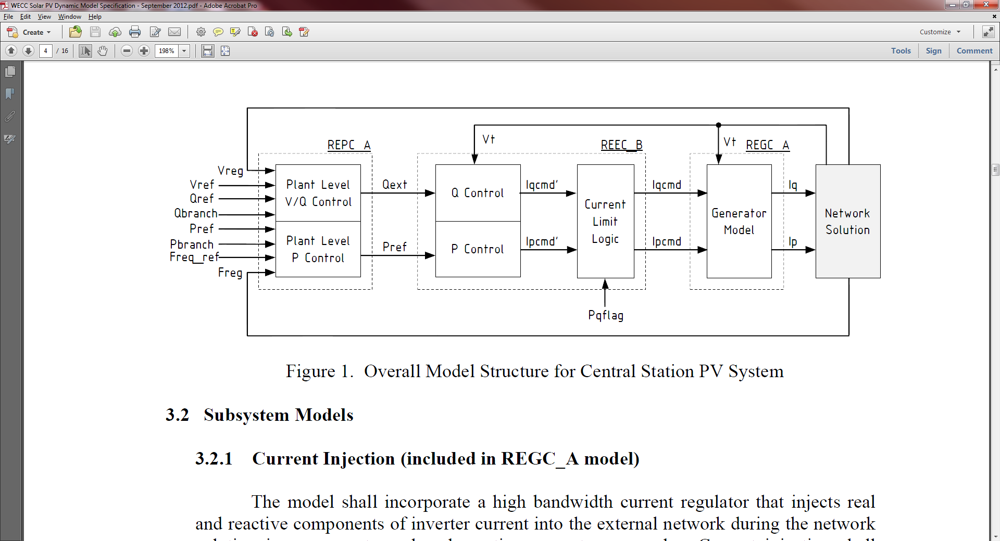 WECC Solar PV Dynamic Model Specification - September 2012.pdf - Adobe Acrobat Pro
File Edit View Window Help
Create
Customize
4 / 16
198%
Tools Sign Comment
REPC_A
REEC_B
REGC_A
Vt
Vt
Vreg
Vref
Qref
Qbranch
Pref
Pbranch
Freq_ref
Freg
Plant Level
V/Q Control
Plant Level
P Control
Qext
Pref
Q Control
P Control
Iqcmd'
Ipcmd'
Current
Limit
Logic
Pqflag
Iqcmd
Ipcmd
Generator
Model
Iq
Ip
Network
Solution
Figure 1. Overall Model Structure for Central Station PV System
3.2 Subsystem Models
3.2.1 Current Injection (included in REGC_A model)
The model shall incorporate a high bandwidth current regulator that injects real
and reactive components of inverter current into the external network during the network